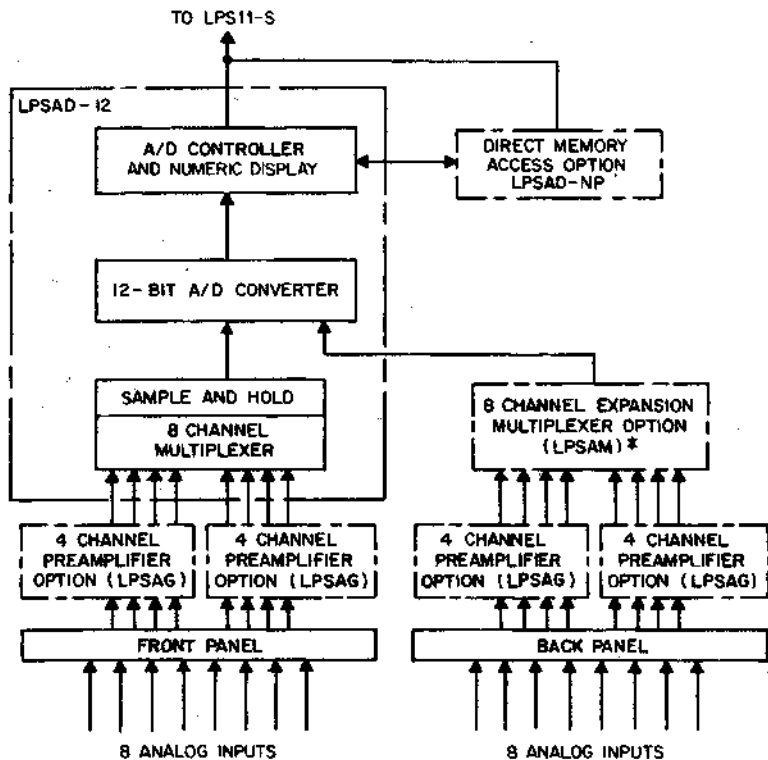 TO LPS11-S
LPSAD-12
A/D CONTROLLER
AND NUMERIC DISPLAY
DIRECT MEMORY
ACCESS OPTION
LPSAD-NP
12-BIT A/D CONVERTER
SAMPLE AND HOLD
8 CHANNEL
MULTIPLEXER
8 CHANNEL EXPANSION
MULTIPLEXER OPTION
(LPSAM)*
4 CHANNEL
PREAMPLIFIER
OPTION (LPSAG)
4 CHANNEL
PREAMPLIFIER
OPTION (LPSAG)
4 CHANNEL
PREAMPLIFIER
OPTION (LPSAG)
4 CHANNEL
PREAMPLIFIER
OPTION (LPSAG)
FRONT PANEL
BACK PANEL
8 ANALOG INPUTS
8 ANALOG INPUTS